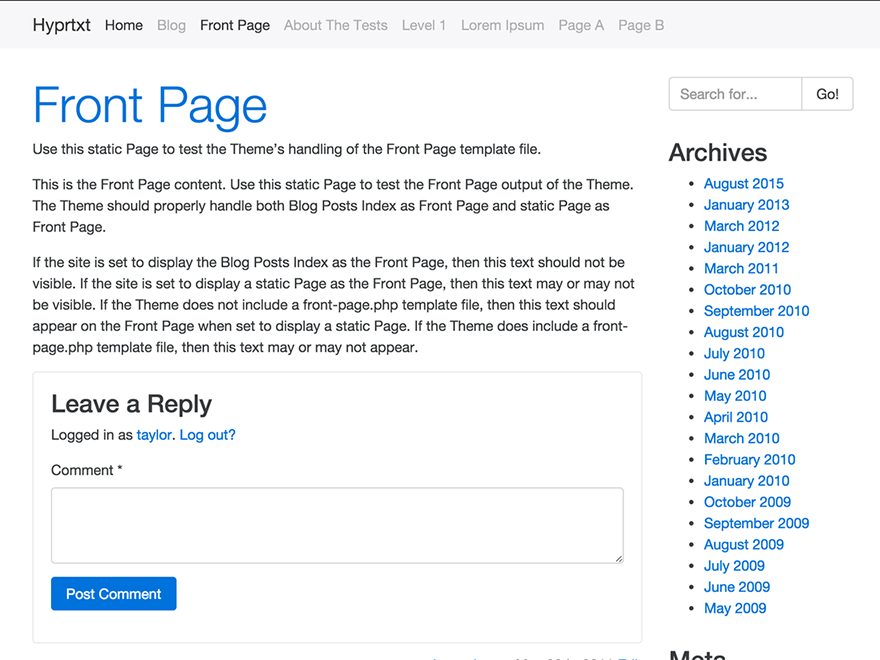 Hyprtxt Home Blog Front Page About The Tests Level 1 Lorem Ipsum Page A Page B
Front Page
Use this static Page to test the Theme’s handling of the Front Page template file.
This is the Front Page content. Use this static Page to test the Front Page output of the Theme.
The Theme should properly handle both Blog Posts Index as Front Page and static Page as
Front Page.
If the site is set to display the Blog Posts Index as the Front Page, then this text should not be
visible. If the site is set to display a static Page as the Front Page, then this text may or may not
be visible. If the Theme does not include a front-page.php template file, then this text should
appear on the Front Page when set to display a static Page. If the Theme does include a front-
page.php template file, then this text may or may not appear.
Leave a Reply
Logged in as taylor. Log out?
Comment *
Post Comment
Search for... Go!
Archives
August 2015
January 2013
March 2012
January 2012
March 2011
October 2010
September 2010
August 2010
July 2010
June 2010
May 2010
April 2010
March 2010
February 2010
January 2010
October 2009
September 2009
August 2009
July 2009
June 2009
May 2009
Meta